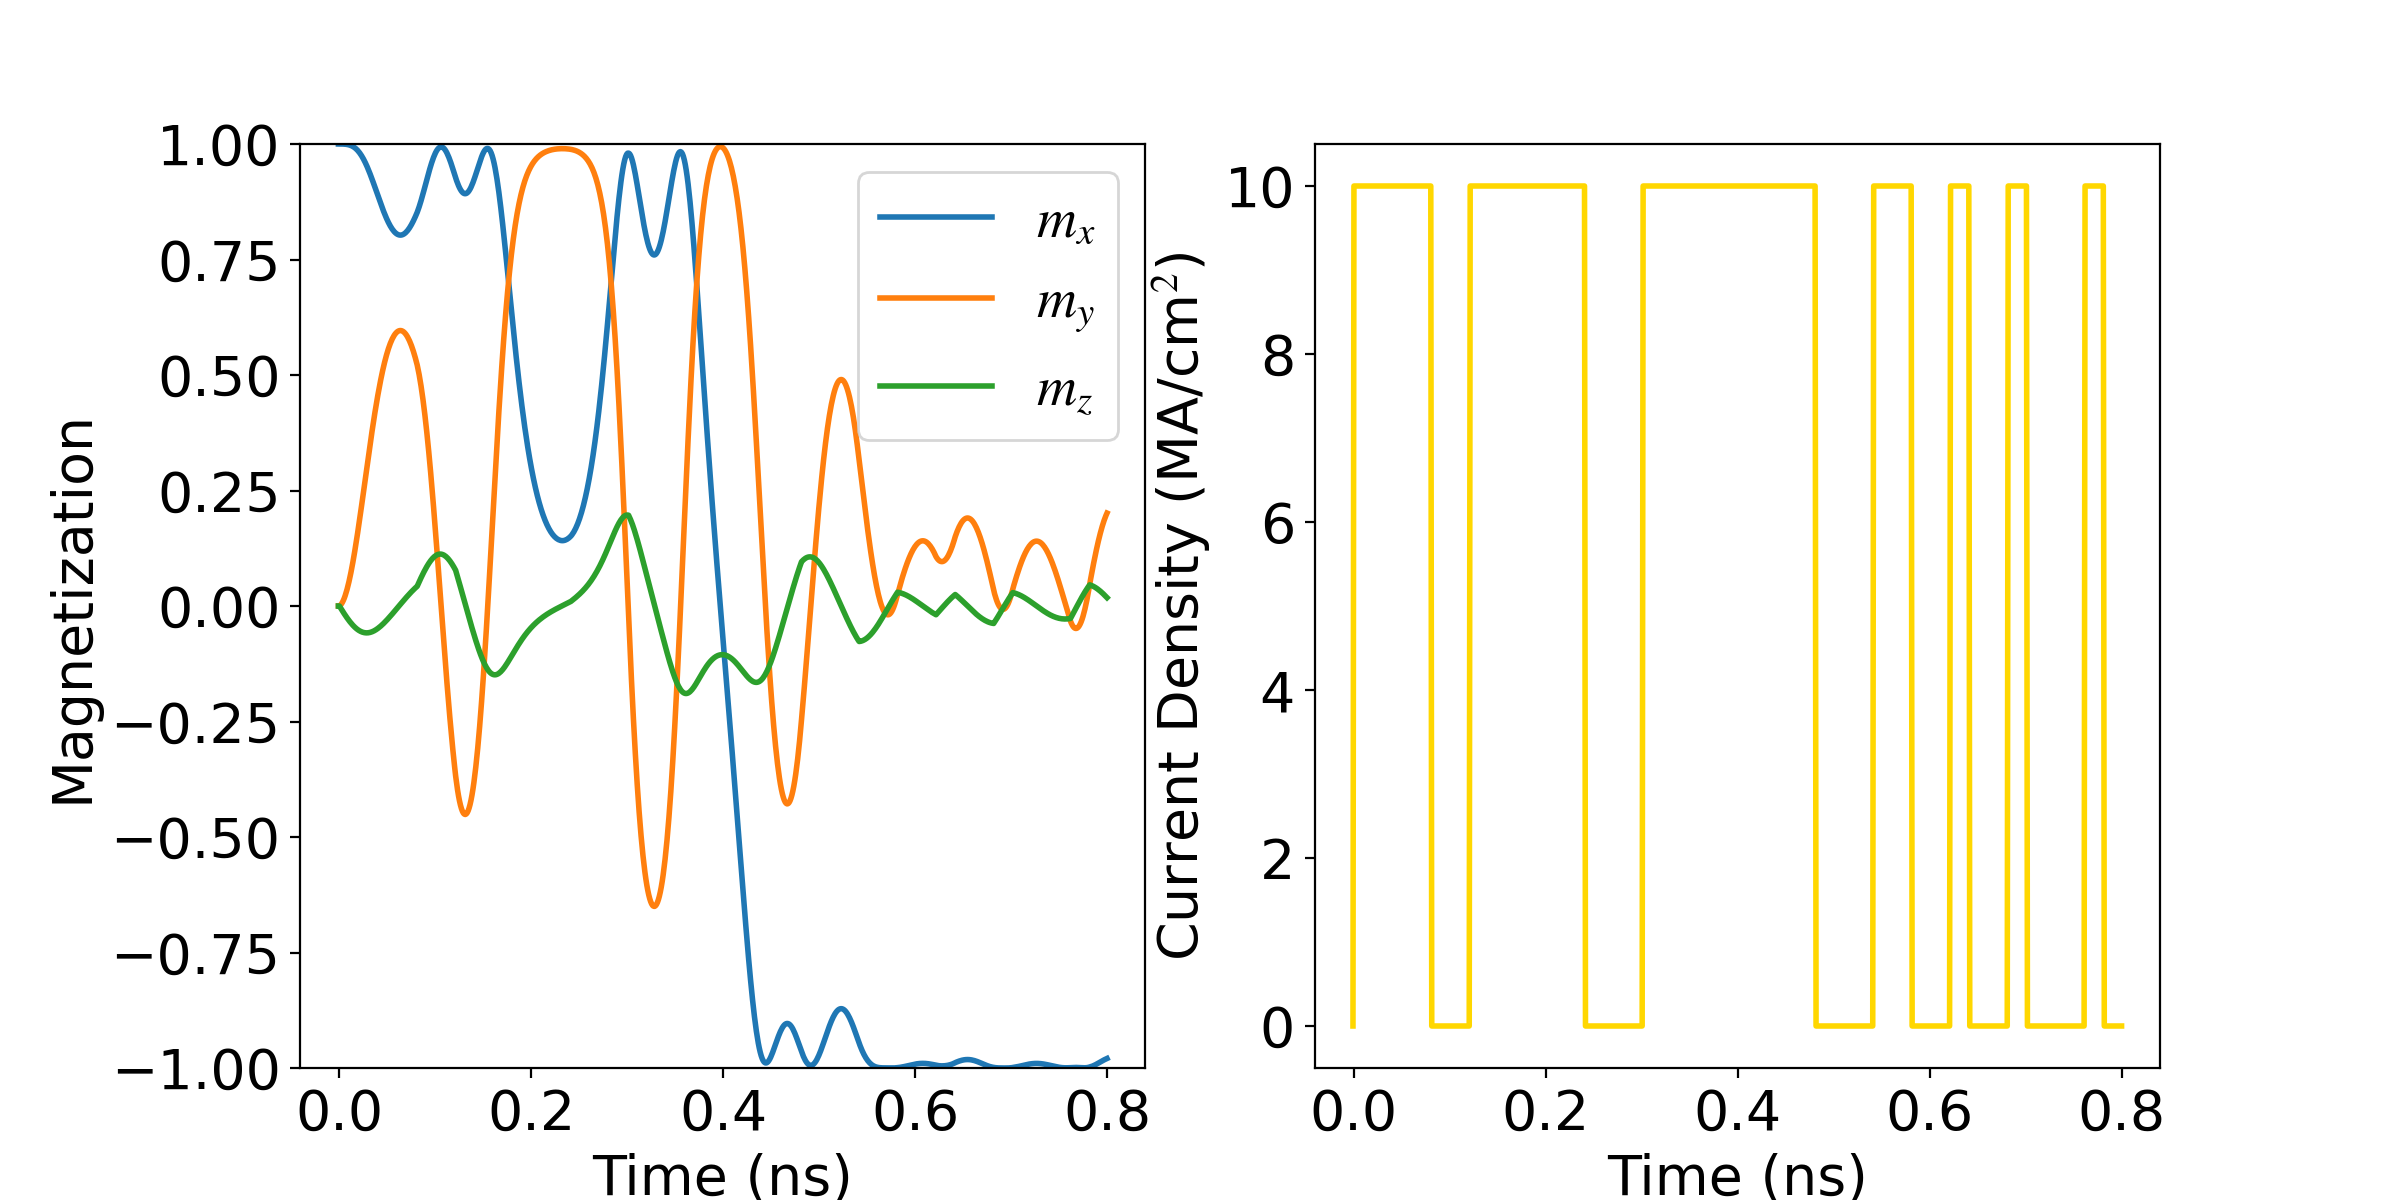 Magnetization
1.00
0.75
0.50
0.25
0.00
−0.25
−0.50
−0.75
−1.00
0.0 0.2 0.4 0.6 0.8
Time (ns)
m_x
m_y
m_z
Current Density (MA/cm²)
10
8
6
4
2
0
0.0 0.2 0.4 0.6 0.8
Time (ns)